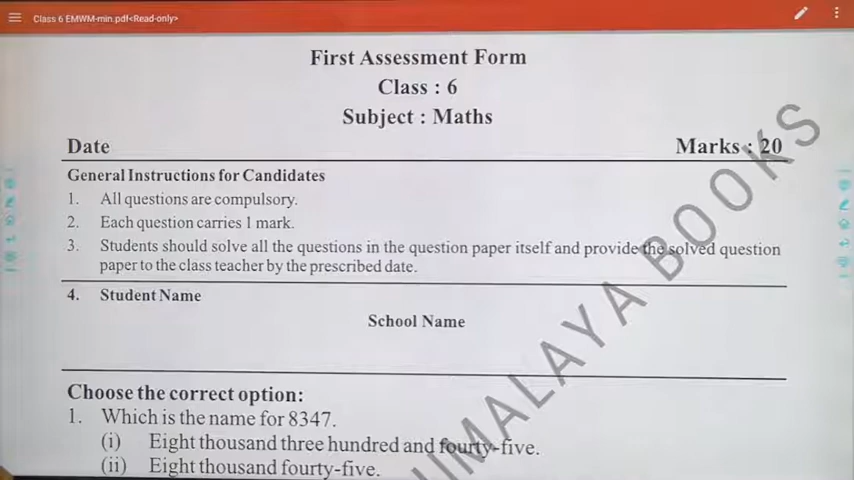 Class 6 EMWM-min.pdf<Read-only>
First Assessment Form
Class : 6
Subject : Maths
Date Marks : 20
General Instructions for Candidates
1. All questions are compulsory.
2. Each question carries 1 mark.
3. Students should solve all the questions in the question paper itself and provide the solved question
paper to the class teacher by the prescribed date.
4. Student Name
School Name
Choose the correct option:
1. Which is the name for 8347.
(i) Eight thousand three hundred and fourty-five.
(ii) Eight thousand fourty-five.
HIMALAYA BOOKS